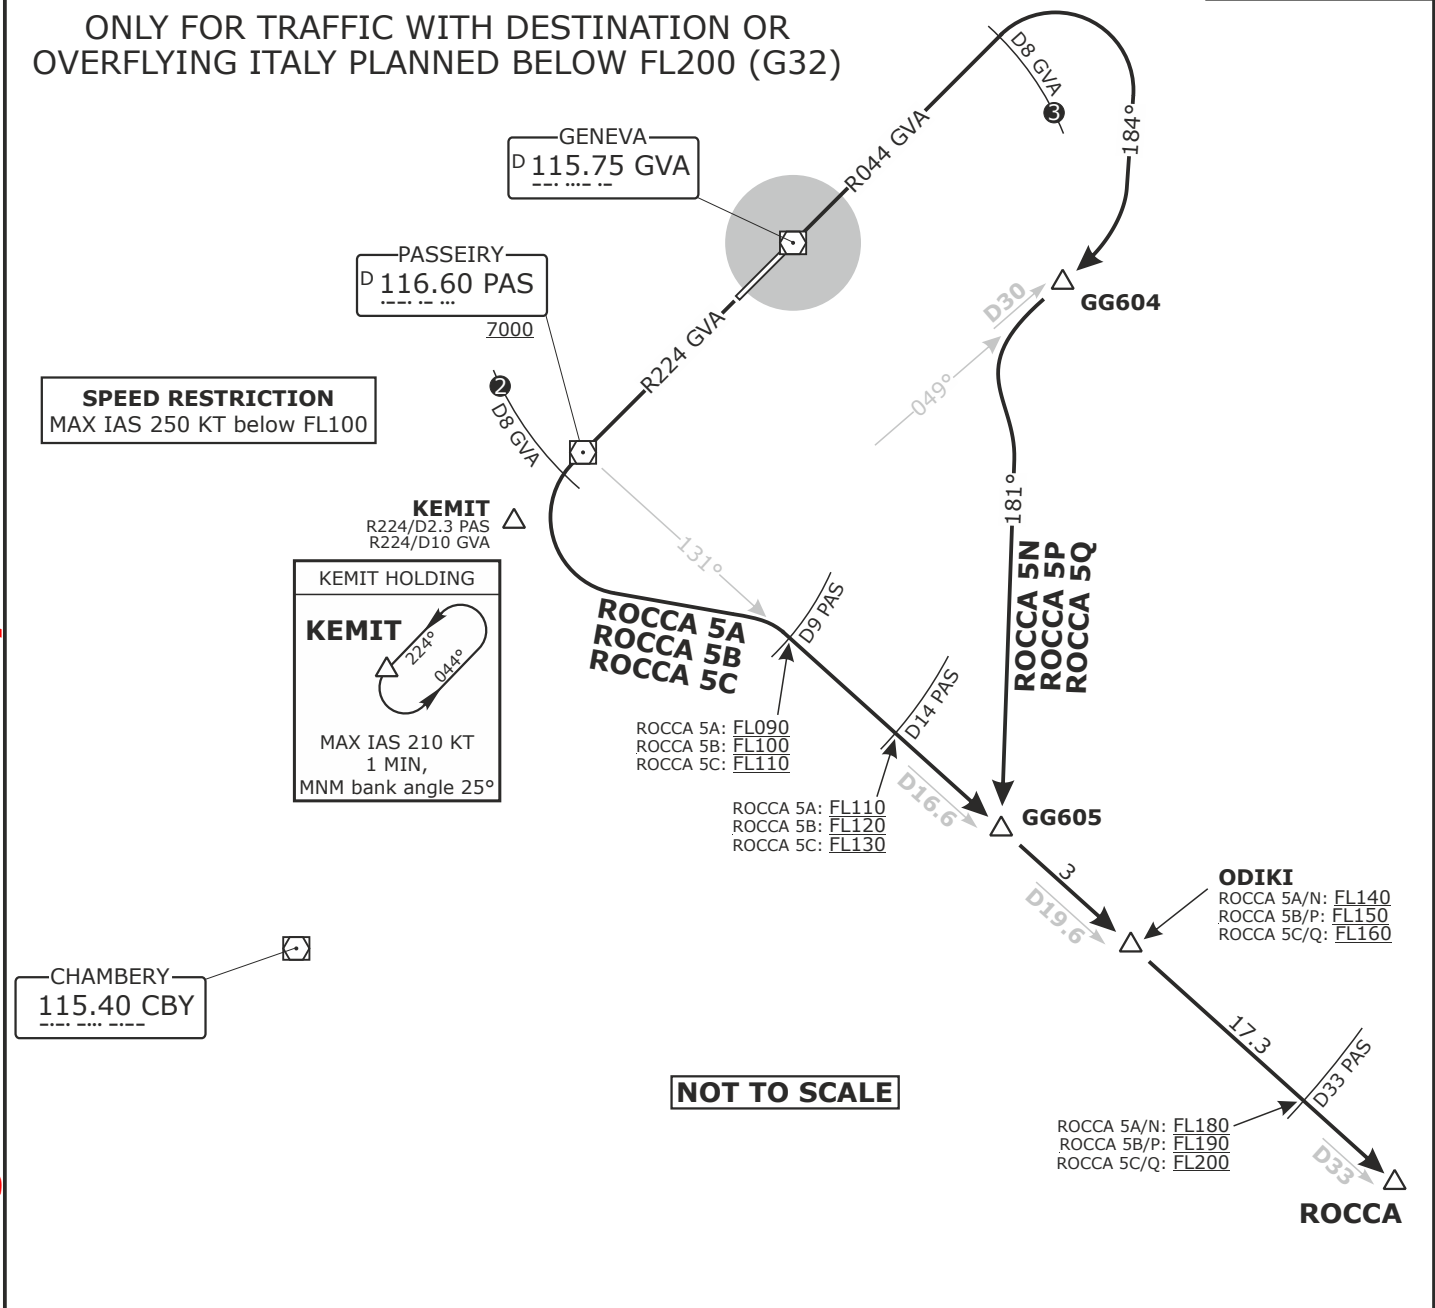 ONLY FOR TRAFFIC WITH DESTINATION OR
OVERFLYING ITALY PLANNED BELOW FL200 (G32)
D8 GVA
3
184°
R044 GVA
GENEVA
D 115.75 GVA
PASSEIRY
D 116.60 PAS
7000
R224 GVA
D30
GG604
049°
SPEED RESTRICTION
MAX IAS 250 KT below FL100
2
D8 GVA
KEMIT
R224/D2.3 PAS
R224/D10 GVA
131°
181°
KEMIT HOLDING
KEMIT
224°
044°
MAX IAS 210 KT
1 MIN,
MNM bank angle 25°
ROCCA 5A
ROCCA 5B
ROCCA 5C
D9 PAS
ROCCA 5N
ROCCA 5P
ROCCA 5Q
ROCCA 5A: FL090
ROCCA 5B: FL100
ROCCA 5C: FL110
D14 PAS
ROCCA 5A: FL110
ROCCA 5B: FL120
ROCCA 5C: FL130
D16.6
GG605
3
D19.6
ODIKI
ROCCA 5A/N: FL140
ROCCA 5B/P: FL150
ROCCA 5C/Q: FL160
CHAMBERY
115.40 CBY
17.3
D33 PAS
NOT TO SCALE
ROCCA 5A/N: FL180
ROCCA 5B/P: FL190
ROCCA 5C/Q: FL200
D33
ROCCA